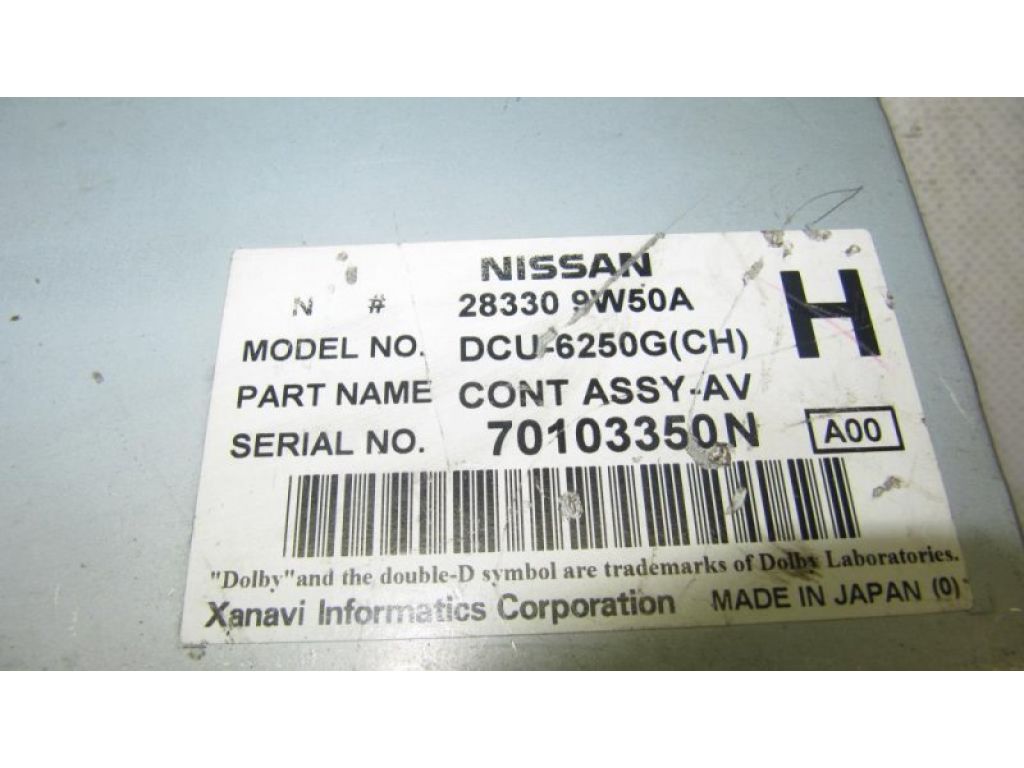 NISSAN
N # 28330 9W50A
H
MODEL NO. DCU-6250G(CH)
PART NAME CONT ASSY-AV
SERIAL NO. 70103350N A00
"Dolby"and the double-D symbol are trademarks of Dolby Laboratories.
Xanavi Informatics Corporation MADE IN JAPAN (0)